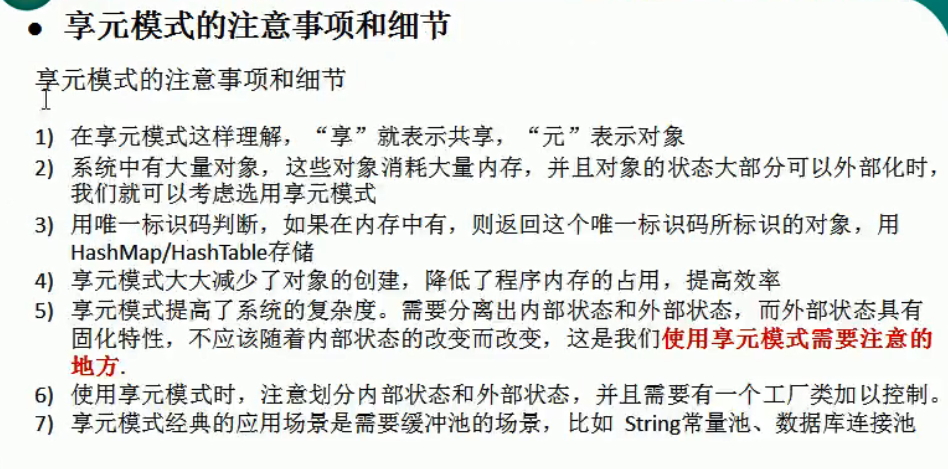 ● 享元模式的注意事项和细节
享元模式的注意事项和细节
1) 在享元模式这样理解，“享”就表示共享，“元”表示对象
2) 系统中有大量对象，这些对象消耗大量内存，并且对象的状态大部分可以外部化时，
我们就可以考虑选用享元模式
3) 用唯一标识码判断，如果在内存中有，则返回这个唯一标识码所标识的对象，用
HashMap/HashTable存储
4) 享元模式大大减少了对象的创建，降低了程序内存的占用，提高效率
5) 享元模式提高了系统的复杂度。需要分离出内部状态和外部状态，而外部状态具有
固化特性，不应该随着内部状态的改变而改变，这是我们使用享元模式需要注意的
地方.
6) 使用享元模式时，注意划分内部状态和外部状态，并且需要有一个工厂类加以控制。
7) 享元模式经典的应用场景是需要缓冲池的场景，比如 String常量池、数据库连接池